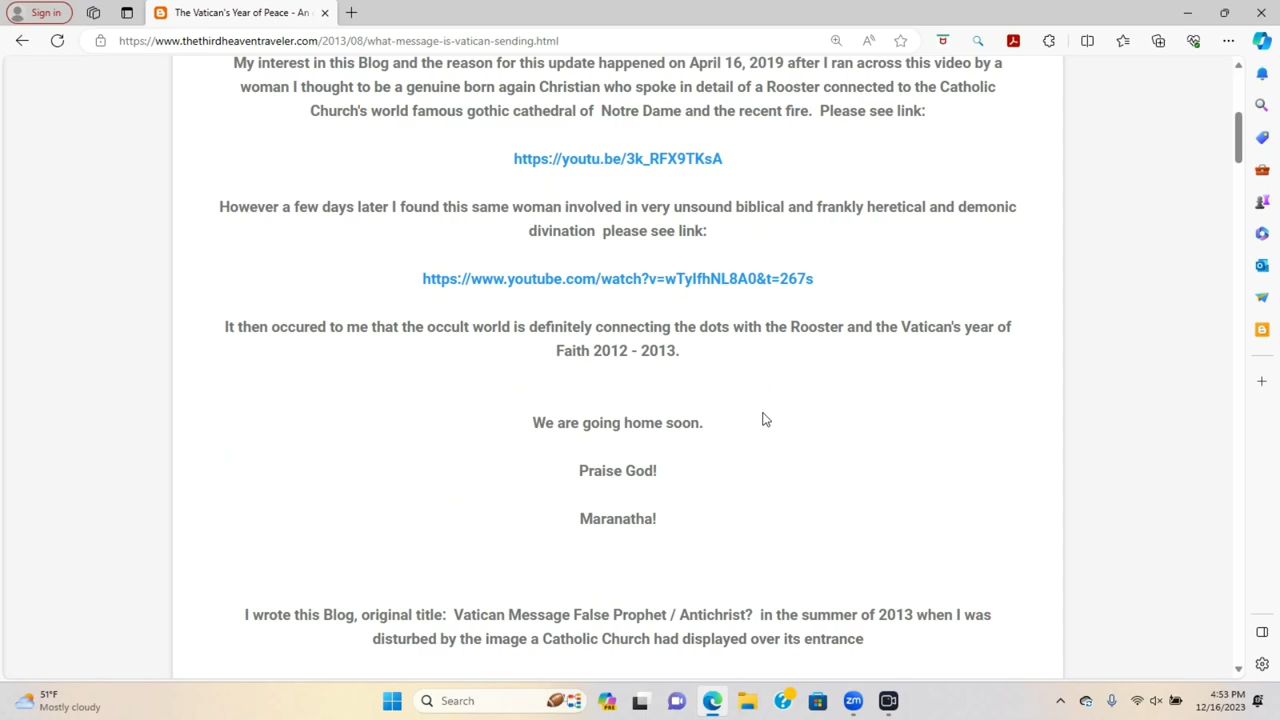 Sign in
The Vatican's Year of Peace - An
https://www.thethirdheaventraveler.com/2013/08/what-message-is-vatican-sending.html
My interest in this Blog and the reason for this update happened on April 16, 2019 after I ran across this video by a
woman I thought to be a genuine born again Christian who spoke in detail of a Rooster connected to the Catholic
Church's world famous gothic cathedral of Notre Dame and the recent fire. Please see link:
https://youtu.be/3k_RFX9TKsA
However a few days later I found this same woman involved in very unsound biblical and frankly heretical and demonic
divination please see link:
https://www.youtube.com/watch?v=wTylfhNL8A0&t=267s
It then occured to me that the occult world is definitely connecting the dots with the Rooster and the Vatican's year of
Faith 2012 - 2013.
We are going home soon.
Praise God!
Maranatha!
I wrote this Blog, original title: Vatican Message False Prophet / Antichrist? in the summer of 2013 when I was
disturbed by the image a Catholic Church had displayed over its entrance
51°F
Mostly cloudy
Search
PRE
zm
4:53 PM
12/16/2023